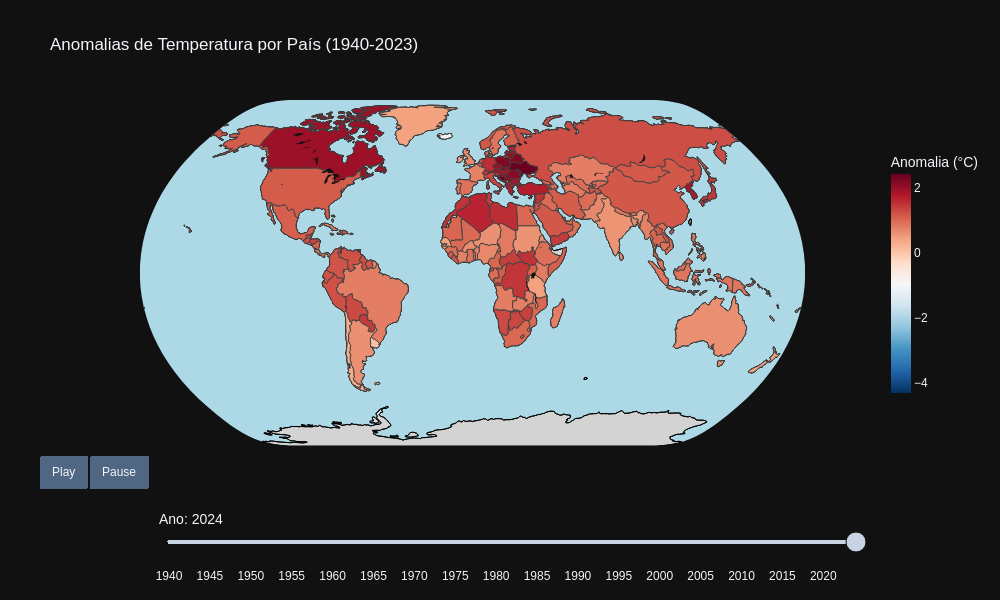 Anomalias de Temperatura por País (1940-2023)
Anomalia (°C)
2
0
−2
−4
Play
Pause
Ano: 2024
1940 1945 1950 1955 1960 1965 1970 1975 1980 1985 1990 1995 2000 2005 2010 2015 2020